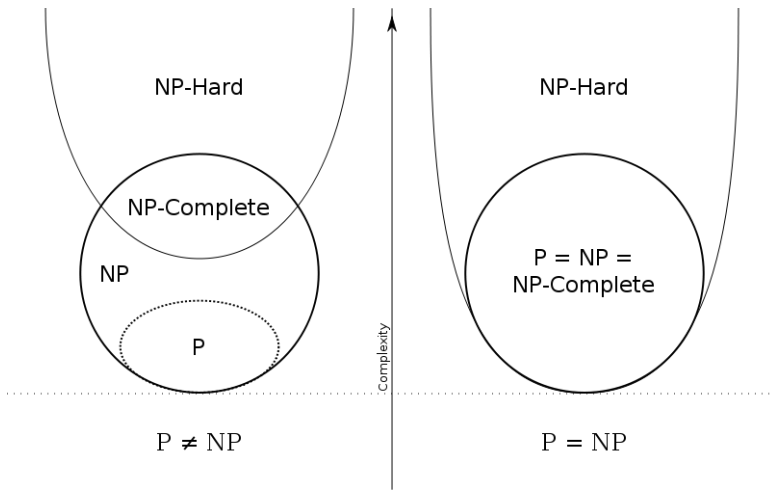 NP-Hard
NP-Complete
NP
P
P ≠ NP
Complexity
NP-Hard
P = NP =
NP-Complete
P = NP